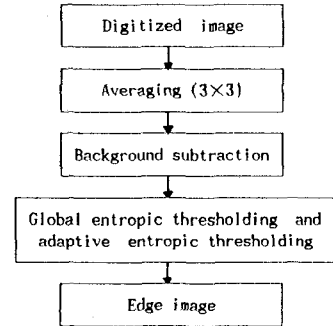 Digitized image
Averaging (3×3)
Background subtraction
Global entropic thresholding and
adaptive entropic thresholding
Edge image